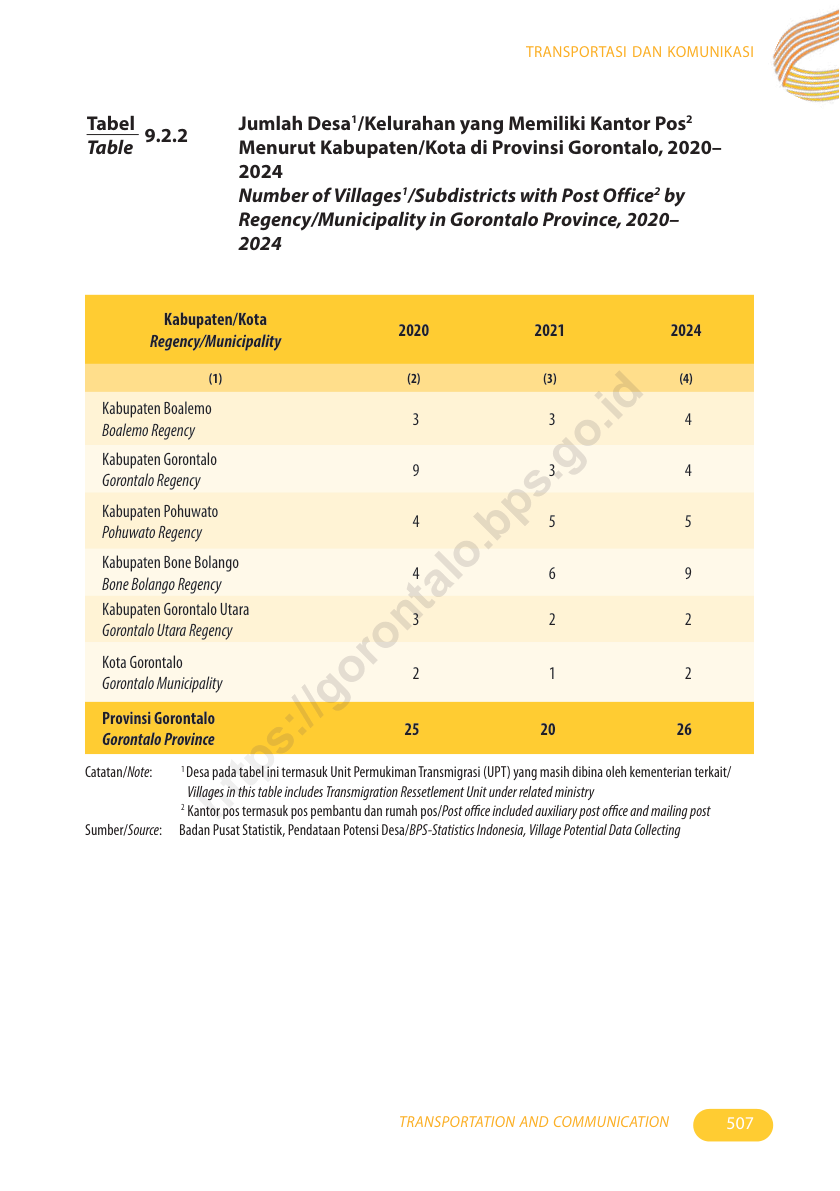 TRANSPORTASI DAN KOMUNIKASI
Tabel
Table
9.2.2
Jumlah Desa¹/Kelurahan yang Memiliki Kantor Pos²
Menurut Kabupaten/Kota di Provinsi Gorontalo, 2020–
2024
Number of Villages¹/Subdistricts with Post Office² by
Regency/Municipality in Gorontalo Province, 2020–
2024
Kabupaten/Kota
Regency/Municipality
2020 2021 2024
(1) (2) (3) (4)
Kabupaten Boalemo
Boalemo Regency
3 3 4
Kabupaten Gorontalo
Gorontalo Regency
9 3 4
Kabupaten Pohuwato
Pohuwato Regency
4 5 5
Kabupaten Bone Bolango
Bone Bolango Regency
4 6 9
Kabupaten Gorontalo Utara
Gorontalo Utara Regency
3 2 2
Kota Gorontalo
Gorontalo Municipality
2 1 2
Provinsi Gorontalo
Gorontalo Province
25 20 26
https://gorontalo.bps.go.id
Catatan/Note: ¹ Desa pada tabel ini termasuk Unit Permukiman Transmigrasi (UPT) yang masih dibina oleh kementerian terkait/
Villages in this table includes Transmigration Ressetlement Unit under related ministry
² Kantor pos termasuk pos pembantu dan rumah pos/Post office included auxiliary post office and mailing post
Sumber/Source: Badan Pusat Statistik, Pendataan Potensi Desa/BPS-Statistics Indonesia, Village Potential Data Collecting
TRANSPORTATION AND COMMUNICATION 507